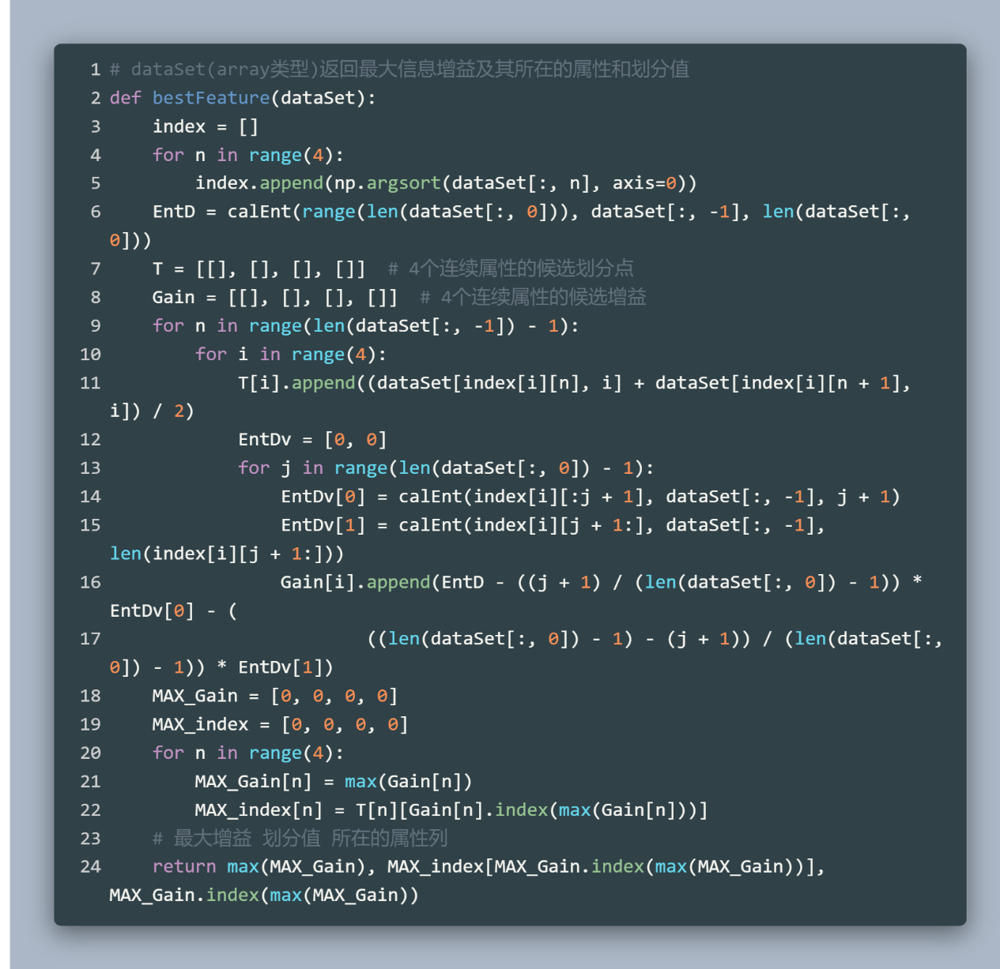 1 # dataSet(array类型)返回最大信息增益及其所在的属性和划分值
2 def bestFeature(dataSet):
3     index = []
4     for n in range(4):
5         index.append(np.argsort(dataSet[:, n], axis=0))
6     EntD = calEnt(range(len(dataSet[:, 0])), dataSet[:, -1], len(dataSet[:,
0]))
7     T = [[], [], [], []]  # 4个连续属性的候选划分点
8     Gain = [[], [], [], []]  # 4个连续属性的候选增益
9     for n in range(len(dataSet[:, -1]) - 1):
10         for i in range(4):
11             T[i].append((dataSet[index[i][n], i] + dataSet[index[i][n + 1],
i]) / 2)
12             EntDv = [0, 0]
13             for j in range(len(dataSet[:, 0]) - 1):
14                 EntDv[0] = calEnt(index[i][:j + 1], dataSet[:, -1], j + 1)
15                 EntDv[1] = calEnt(index[i][j + 1:], dataSet[:, -1],
len(index[i][j + 1:]))
16                 Gain[i].append(EntD - ((j + 1) / (len(dataSet[:, 0]) - 1)) *
EntDv[0] - (
17                         ((len(dataSet[:, 0]) - 1) - (j + 1)) / (len(dataSet[:,
0]) - 1)) * EntDv[1])
18     MAX_Gain = [0, 0, 0, 0]
19     MAX_index = [0, 0, 0, 0]
20     for n in range(4):
21         MAX_Gain[n] = max(Gain[n])
22         MAX_index[n] = T[n][Gain[n].index(max(Gain[n]))]
23     # 最大增益 划分值 所在的属性列
24     return max(MAX_Gain), MAX_index[MAX_Gain.index(max(MAX_Gain))],
MAX_Gain.index(max(MAX_Gain))